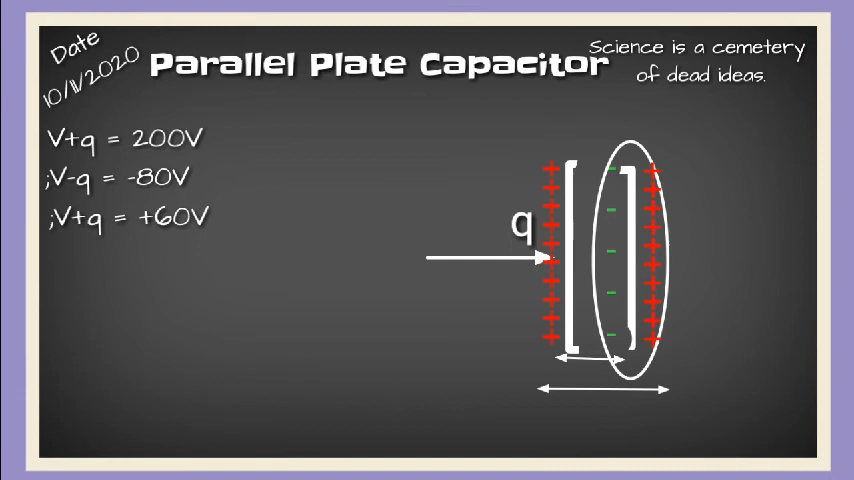 Date
10/11/2020
Parallel Plate Capacitor
Science is a cemetery
of dead ideas.
V+q = 200V
;V-q = -80V
;V+q = +60V
q